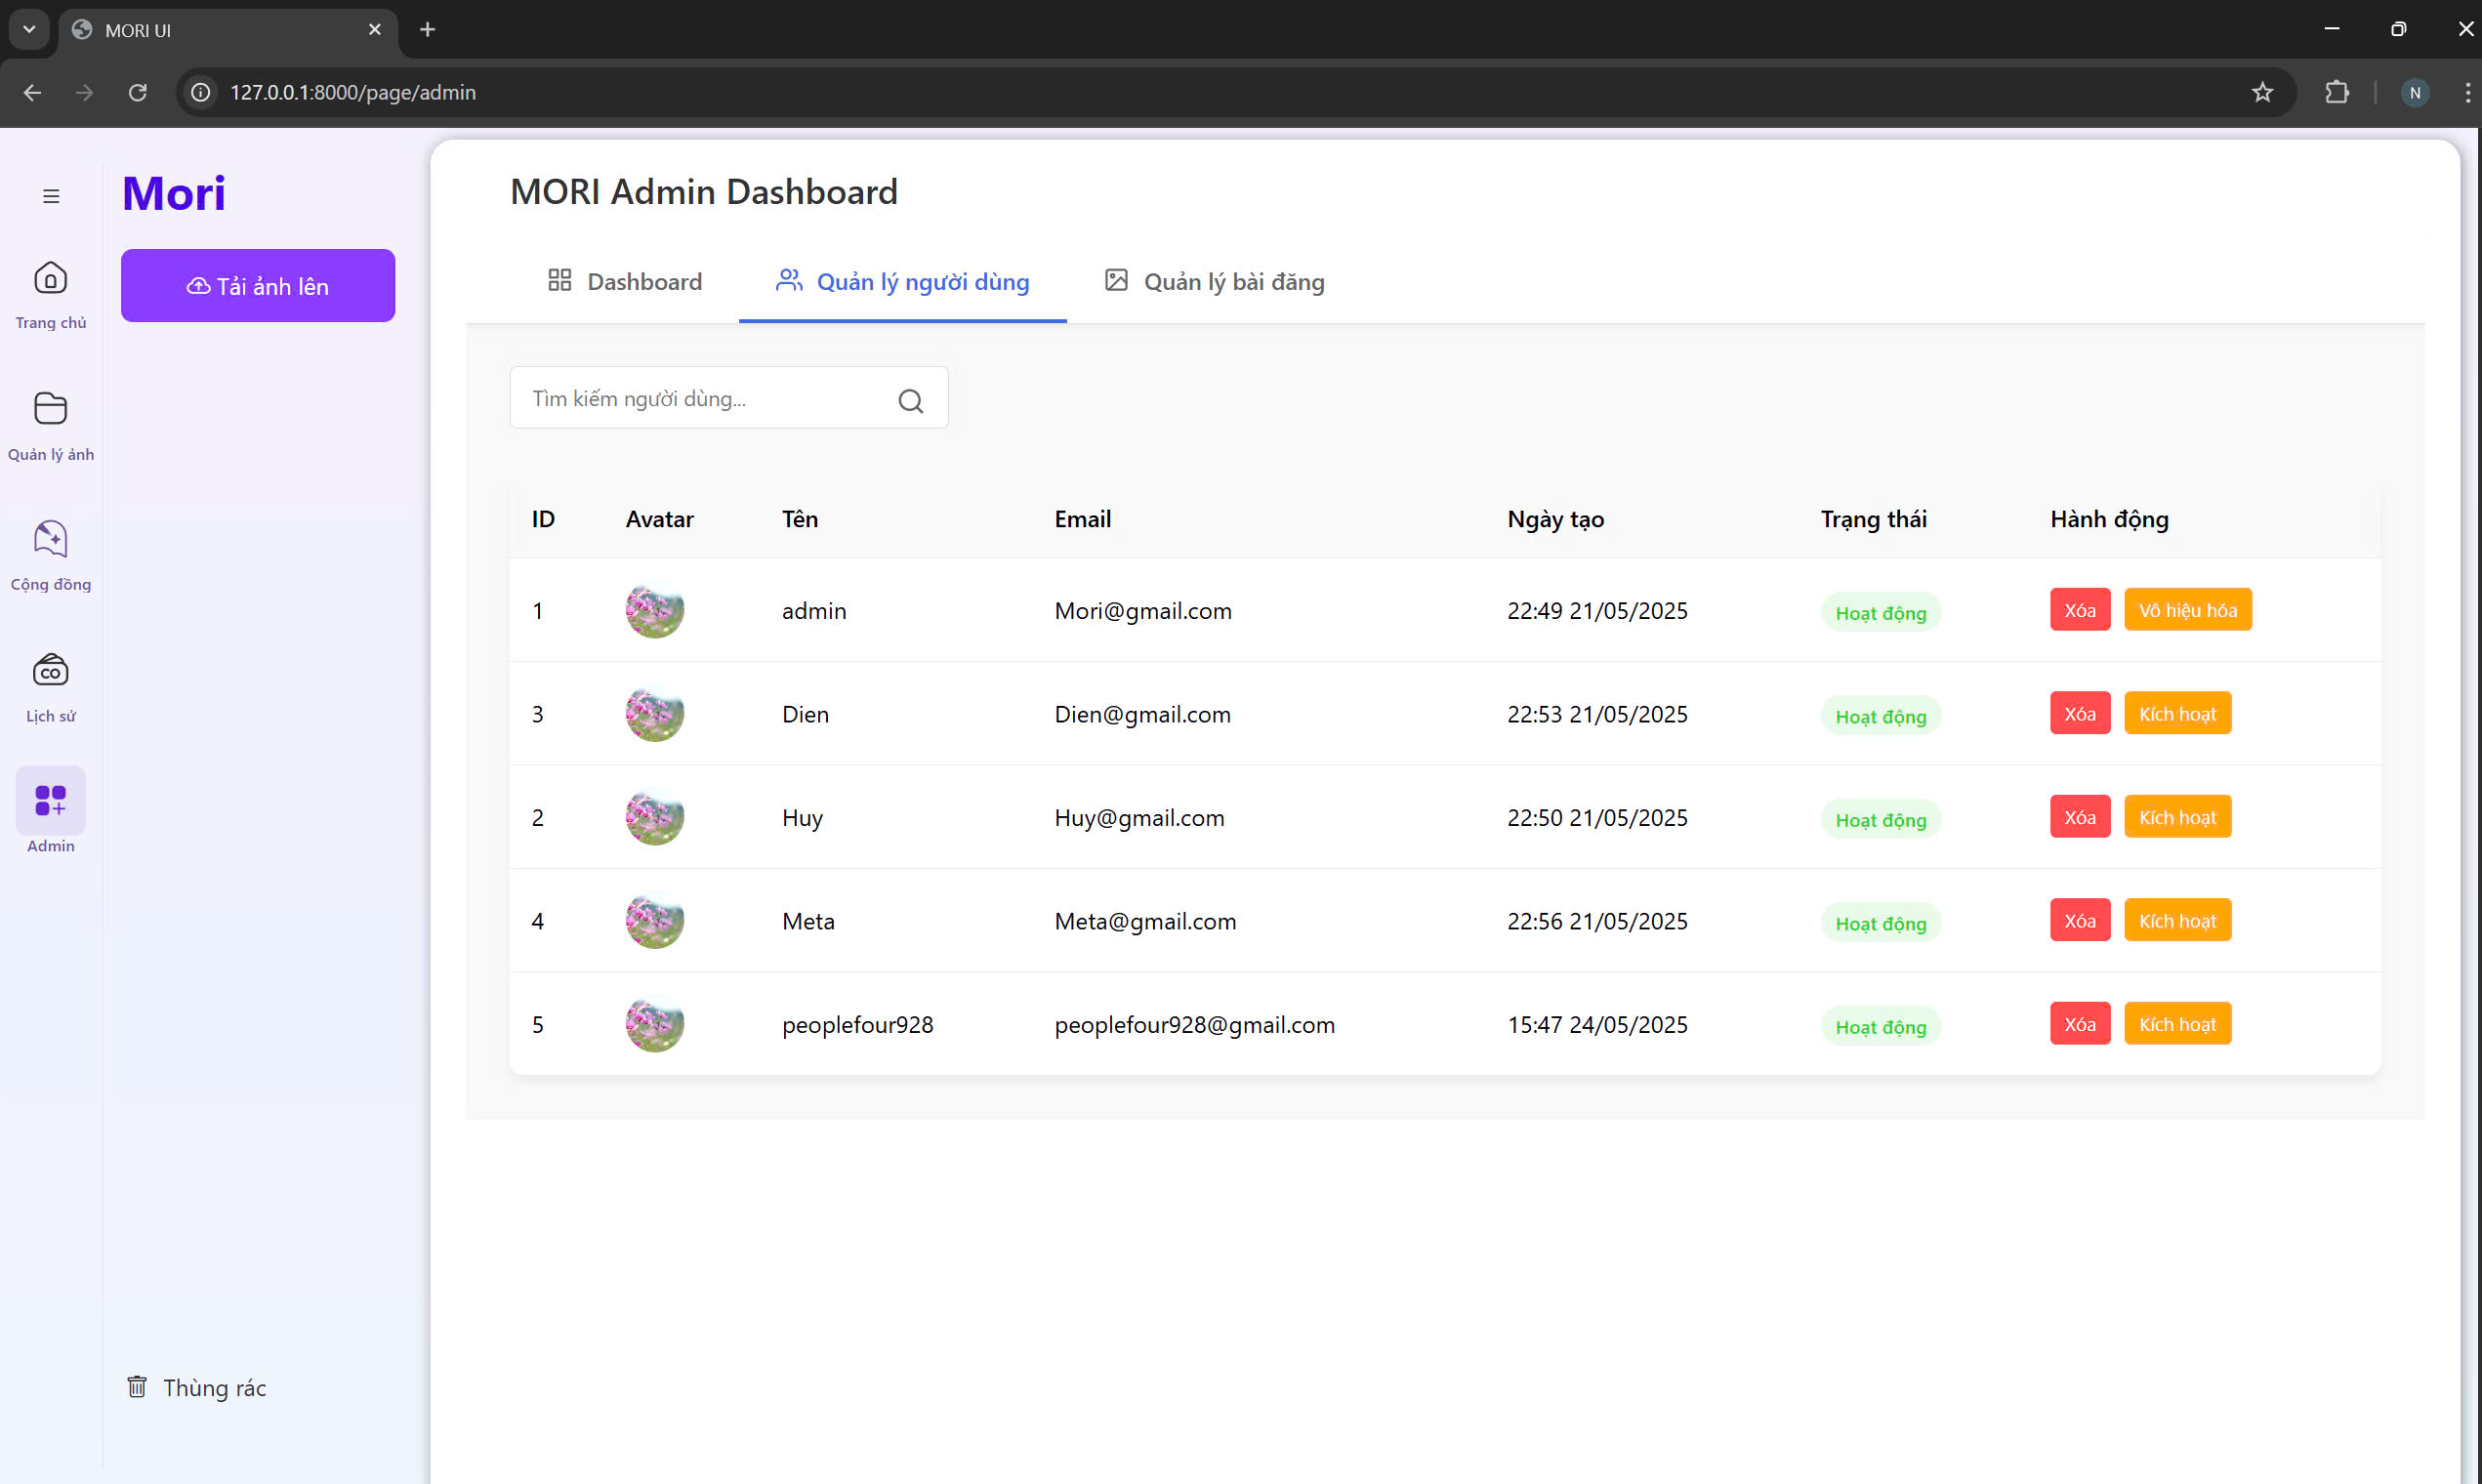 MORI UI
127.0.0.1:8000/page/admin
N
Mori
Tải ảnh lên
Trang chủ
Quản lý ảnh
Cộng đồng
CO
Lịch sử
Admin
Thùng rác
MORI Admin Dashboard
Dashboard Quản lý người dùng Quản lý bài đăng
Tìm kiếm người dùng...
ID Avatar Tên Email Ngày tạo Trạng thái Hành động
1 admin Mori@gmail.com 22:49 21/05/2025 Hoạt động Xóa Vô hiệu hóa
3 Dien Dien@gmail.com 22:53 21/05/2025 Hoạt động Xóa Kích hoạt
2 Huy Huy@gmail.com 22:50 21/05/2025 Hoạt động Xóa Kích hoạt
4 Meta Meta@gmail.com 22:56 21/05/2025 Hoạt động Xóa Kích hoạt
5 peoplefour928 peoplefour928@gmail.com 15:47 24/05/2025 Hoạt động Xóa Kích hoạt